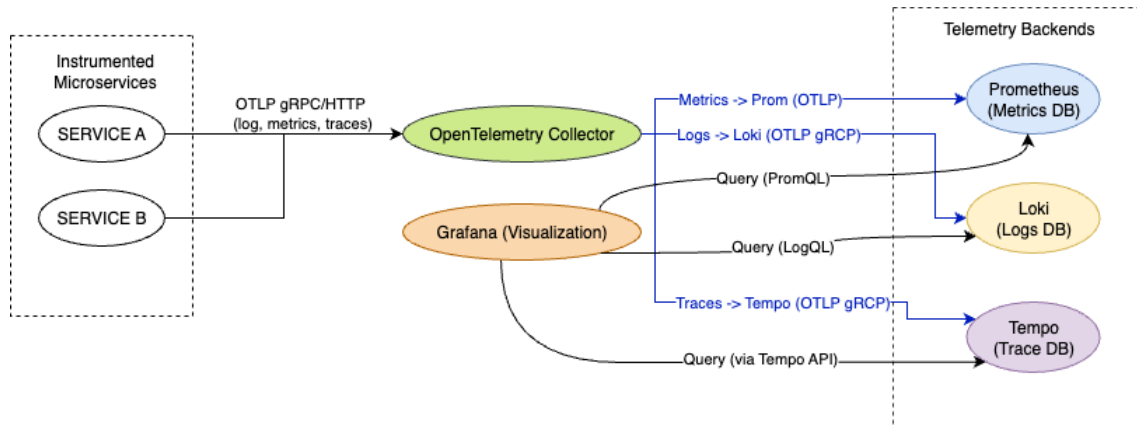 Telemetry Backends
Instrumented
Microservices
OTLP gRPC/HTTP
(log, metrics, traces)
SERVICE A
SERVICE B
OpenTelemetry Collector
Grafana (Visualization)
Metrics -> Prom (OTLP)
Logs -> Loki (OTLP gRCP)
Query (PromQL)
Query (LogQL)
Traces -> Tempo (OTLP gRCP)
Query (via Tempo API)
Prometheus
(Metrics DB)
Loki
(Logs DB)
Tempo
(Trace DB)